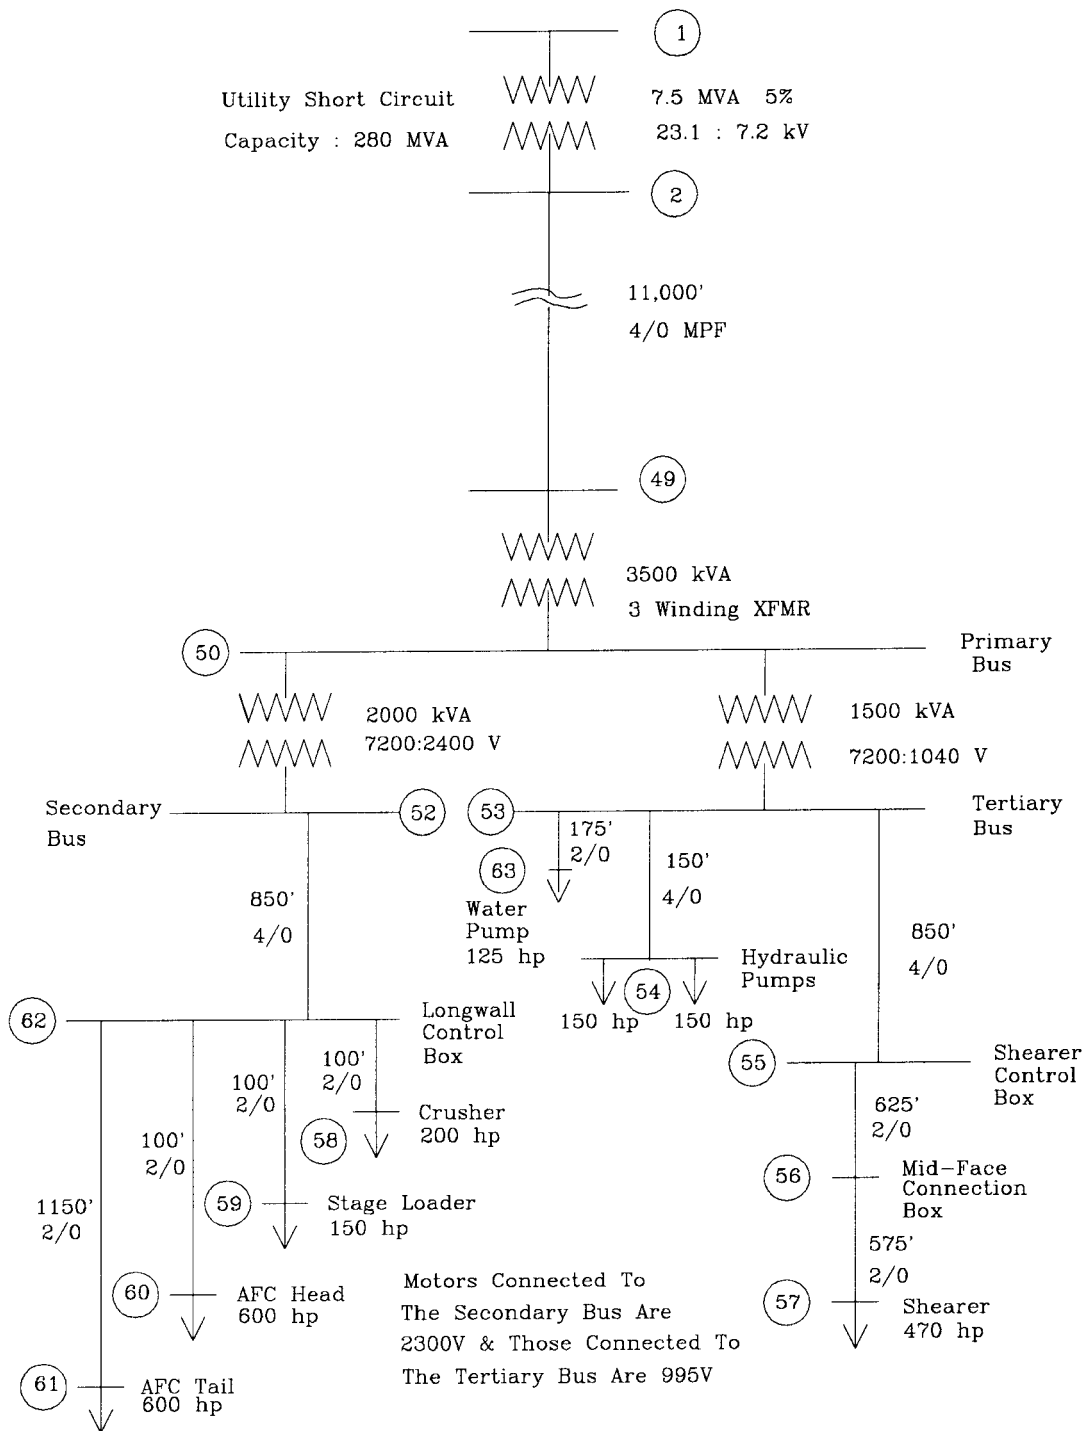 1
Utility Short Circuit
Capacity : 280 MVA
7.5 MVA 5%
23.1 : 7.2 kV
2
11,000'
4/0 MPF
49
3500 kVA
3 Winding XFMR
50
Primary
Bus
2000 kVA
7200:2400 V
1500 kVA
7200:1040 V
Secondary
Bus
52
53
Tertiary
Bus
175'
2/0
63
Water
Pump
125 hp
150'
4/0
Hydraulic
Pumps
54
150 hp
150 hp
850'
4/0
850'
4/0
62
Longwall
Control
Box
55
Shearer
Control
Box
100'
2/0
58
Crusher
200 hp
100'
2/0
59
Stage Loader
150 hp
100'
2/0
60
AFC Head
600 hp
1150'
2/0
61
AFC Tail
600 hp
625'
2/0
56
Mid-Face
Connection
Box
575'
2/0
57
Shearer
470 hp
Motors Connected To
The Secondary Bus Are
2300V & Those Connected To
The Tertiary Bus Are 995V